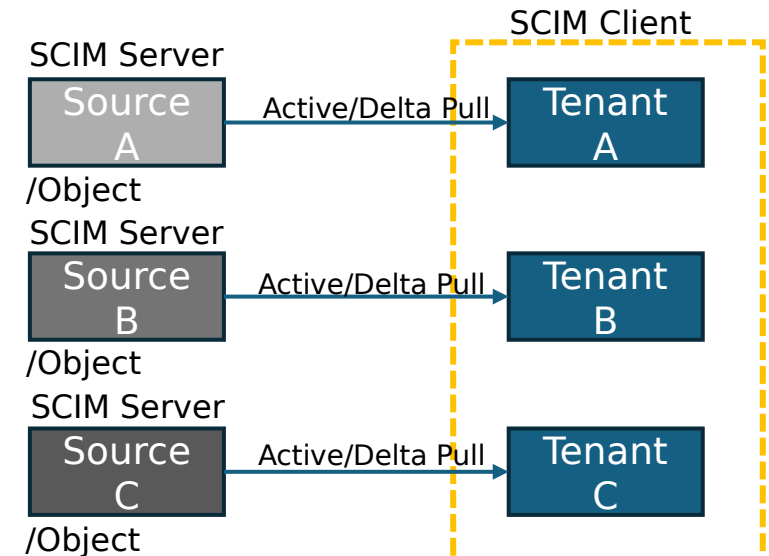 SCIM Client
SCIM Server
Source
A
Active/Delta Pull
Tenant
A
/Object
SCIM Server
Source
B
Active/Delta Pull
Tenant
B
/Object
SCIM Server
Source
C
Active/Delta Pull
Tenant
C
/Object